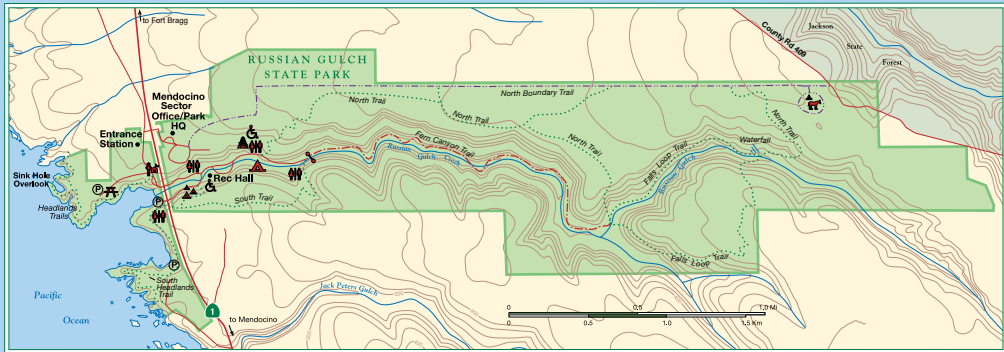 to Fort Bragg
County Rd 409
Jackson
State
Forest
RUSSIAN GULCH
STATE PARK
North Boundary Trail
North Trail
North Trail
North Trail
North Trail
Mendocino
Sector
Office/Park
HQ
Entrance
Station
Fern Canyon Trail
Russian
Gulch
Creek
Waterfall
Falls Loop Trail
Russian Gulch
Sink Hole
Overlook
P
Rec Hall
South Trail
P
Headlands
Trails
Falls Loop Trail
P
South
Headlands
Trail
Jack Peters Gulch
Pacific
Ocean
1
to Mendocino
0
0.5
1.0 Mi
0
0.5
1.0
1.5 Km